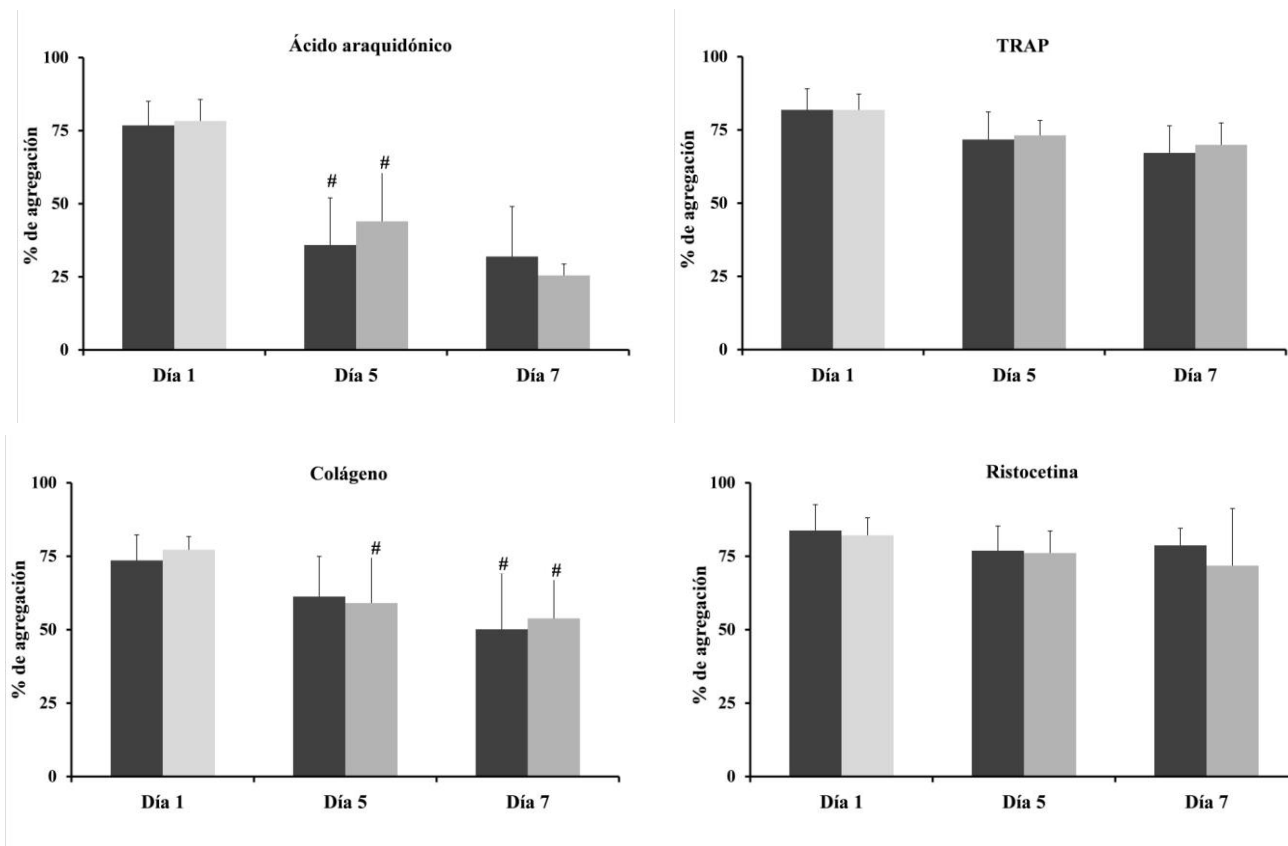 Ácido araquidónico
100
75
50
25
0
% de agregación
# #
Día 1 Día 5 Día 7
TRAP
100
75
50
25
0
% de agregación
Día 1 Día 5 Día 7
Colágeno
100
75
50
25
0
% de agregación
# # #
Día 1 Día 5 Día 7
Ristocetina
100
75
50
25
0
% de agregación
Día 1 Día 5 Día 7